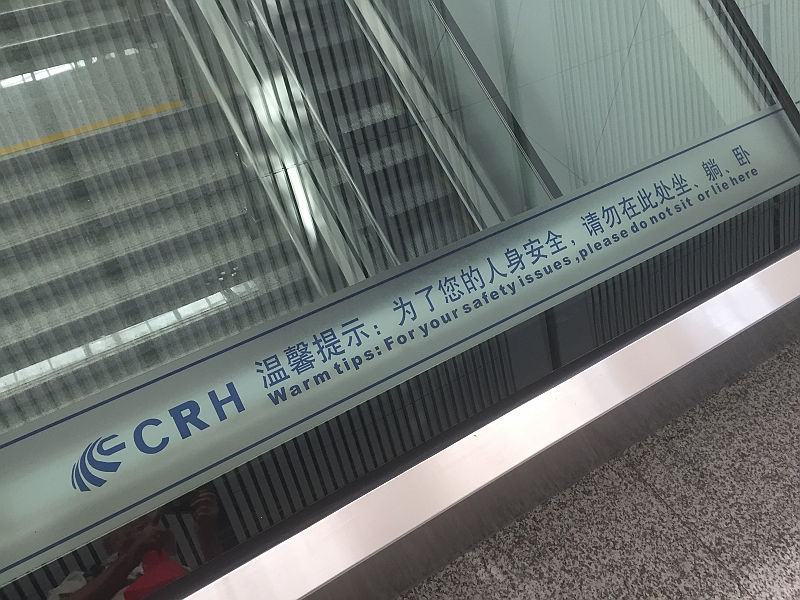 CRH
温馨提示：为了您的人身安全，请勿在此处坐、躺、卧
Warm tips: For your safety issues ,please do not sit or lie here